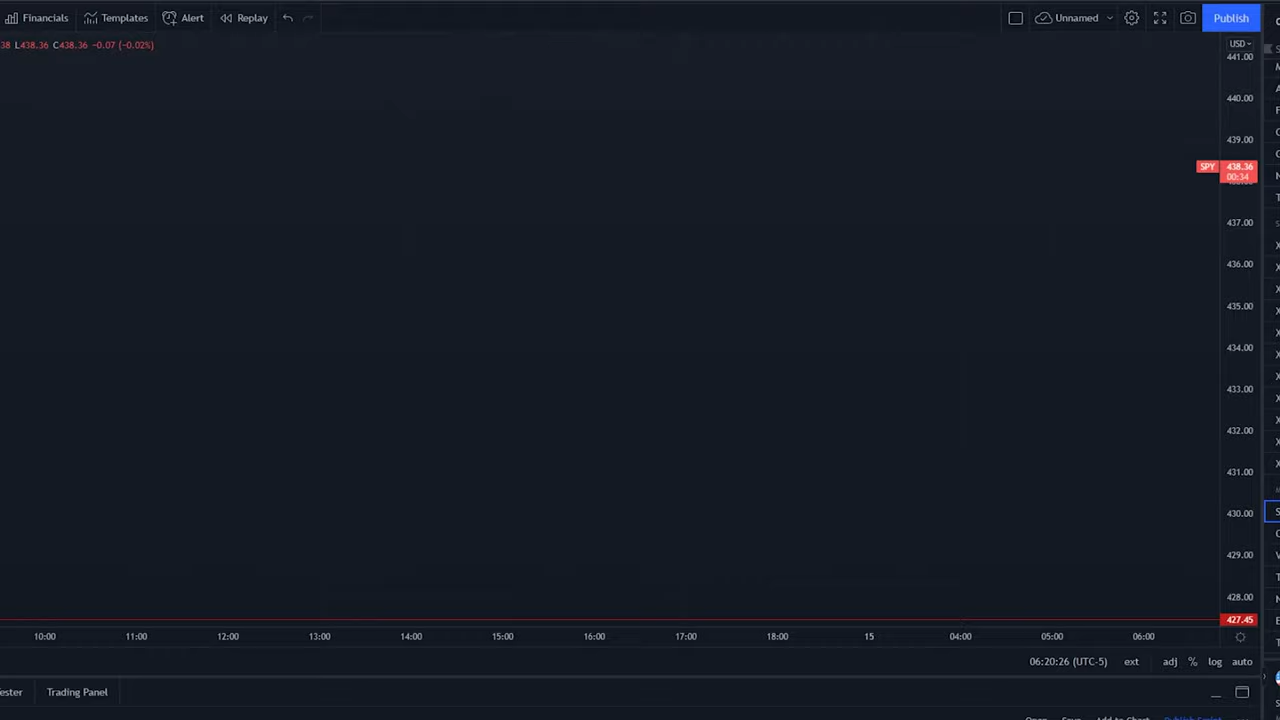 Financials Templates Alert Replay Unnamed Publish
38 L438.36 C438.36 −0.07 (−0.02%) USD
441.00
440.00
439.00
SPY 438.36
00:34
437.00
436.00
435.00
434.00
433.00
432.00
431.00
430.00
429.00
428.00
427.45
10:00 11:00 12:00 13:00 14:00 15:00 16:00 17:00 18:00 15 04:00 05:00 06:00
06:20:26 (UTC-5) ext adj % log auto
ester Trading Panel